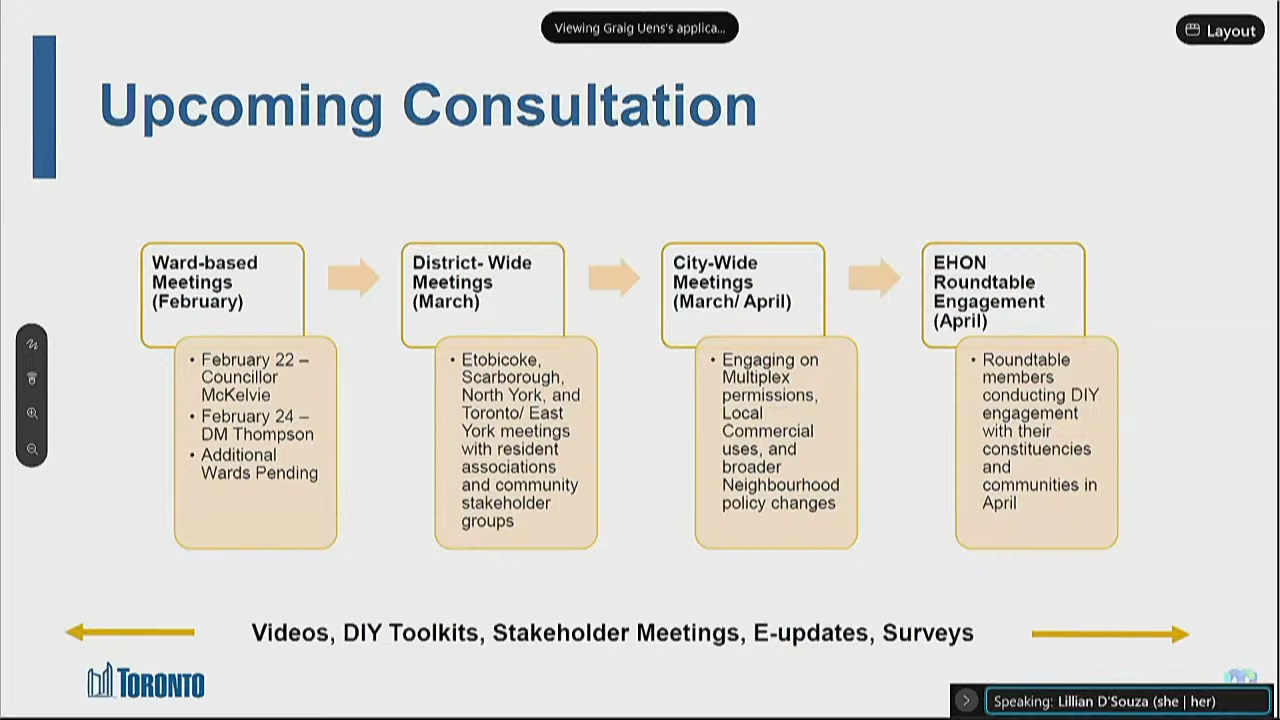 Viewing Graig Uens's applica...
Layout
Upcoming Consultation
Ward-based
Meetings
(February)
• February 22 –
Councillor
McKelvie
• February 24 –
DM Thompson
• Additional
Wards Pending
District- Wide
Meetings
(March)
• Etobicoke,
Scarborough,
North York, and
Toronto/ East
York meetings
with resident
associations
and community
stakeholder
groups
City-Wide
Meetings
(March/ April)
• Engaging on
Multiplex
permissions,
Local
Commercial
uses, and
broader
Neighbourhood
policy changes
EHON
Roundtable
Engagement
(April)
• Roundtable
members
conducting DIY
engagement
with their
constituencies
and
communities in
April
Videos, DIY Toolkits, Stakeholder Meetings, E-updates, Surveys
TORONTO
Speaking: Lillian D'Souza (she | her)